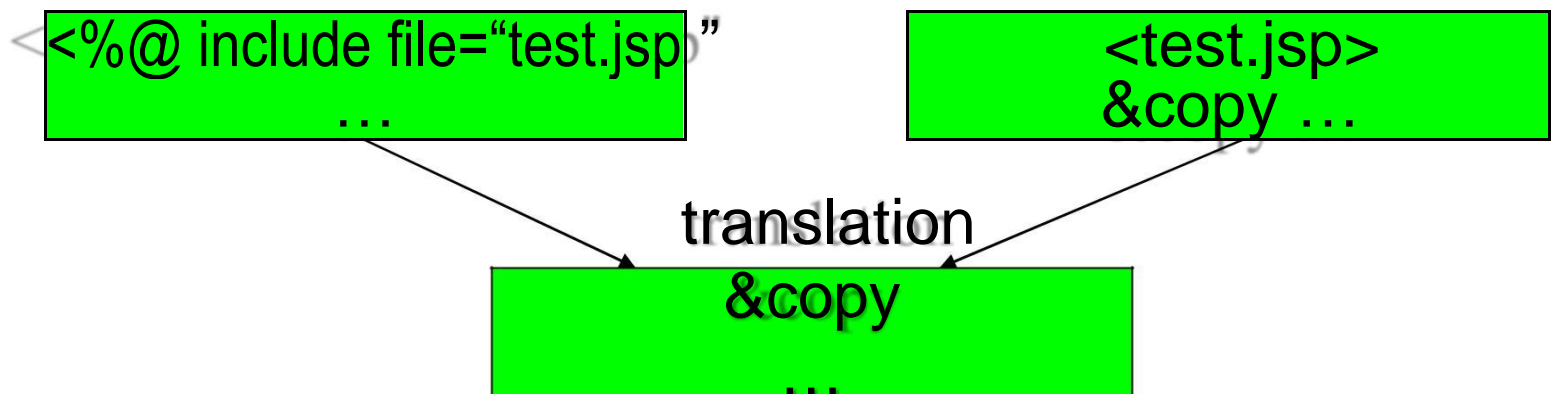 <%@ include file=“test.jsp”
…
<test.jsp>
&copy …
translation
&copy
…